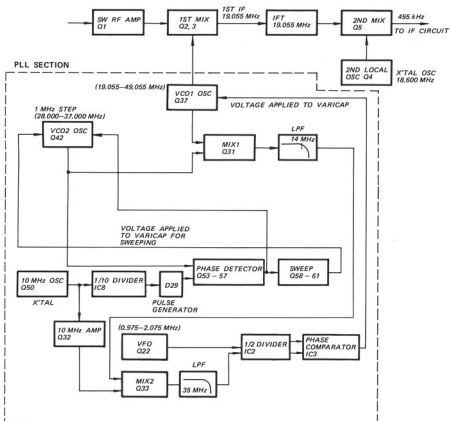 SW RF AMP
Q1
1ST MIX
Q2, 3
1ST IF
19.055 MHz
IFT
19.055 MHz
2ND MIX
Q5
455 kHz
TO IF CIRCUIT
2ND LOCAL
OSC Q4
X'TAL OSC
18.600 MHz
PLL SECTION
(19.055–49.055 MHz)
VCO1 OSC
Q37
VOLTAGE APPLIED TO VARICAP
1 MHz STEP
(28.000–37.000 MHz)
VCO2 OSC
Q42
MIX1
Q31
LPF
14 MHz
VOLTAGE APPLIED
TO VARICAP FOR
SWEEPING
PHASE DETECTOR
Q53 – 57
SWEEP
Q58 – 61
10 MHz OSC
Q50
X'TAL
1/10 DIVIDER
IC8
D29
PULSE
GENERATOR
10 MHz AMP
Q32
(0.975–2.075 MHz)
VFO
Q22
1/2 DIVIDER
IC2
PHASE
COMPARATOR
IC3
MIX2
Q33
LPF
35 MHz